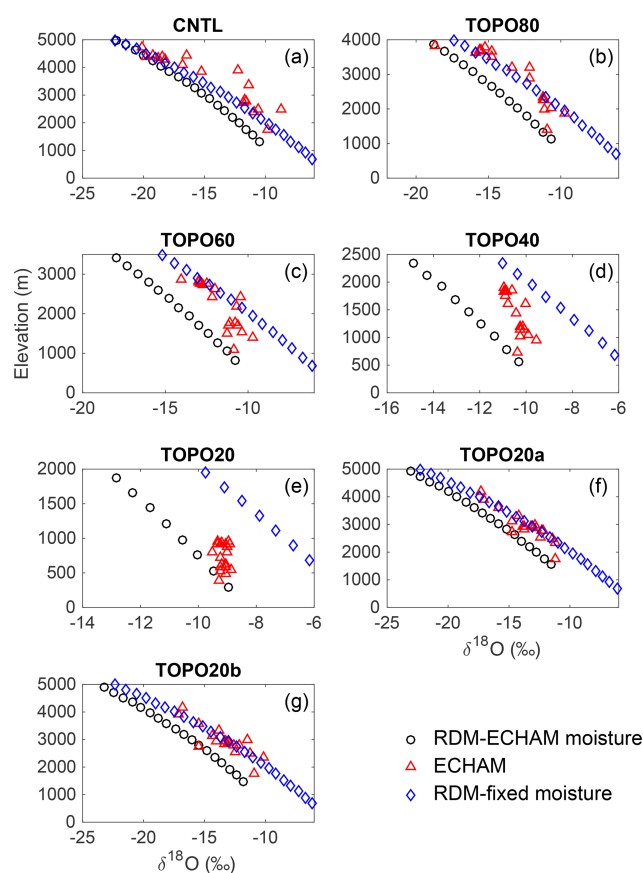 CNTL
5000
4000
3000
2000
1000
0
(a)
-25 -20 -15 -10
TOPO80
4000
3000
2000
1000
0
(b)
-20 -15 -10
TOPO60
3000
2000
1000
0
(c)
-20 -15 -10
Elevation (m)
TOPO40
2500
2000
1500
1000
500
0
(d)
-16 -14 -12 -10 -8 -6
TOPO20
2000
1500
1000
500
0
(e)
-14 -12 -10 -8 -6
TOPO20a
5000
4000
3000
2000
1000
0
(f)
-25 -20 -15 -10
δ18O (‰)
TOPO20b
5000
4000
3000
2000
1000
0
(g)
-25 -20 -15 -10
δ18O (‰)
RDM-ECHAM moisture
ECHAM
RDM-fixed moisture